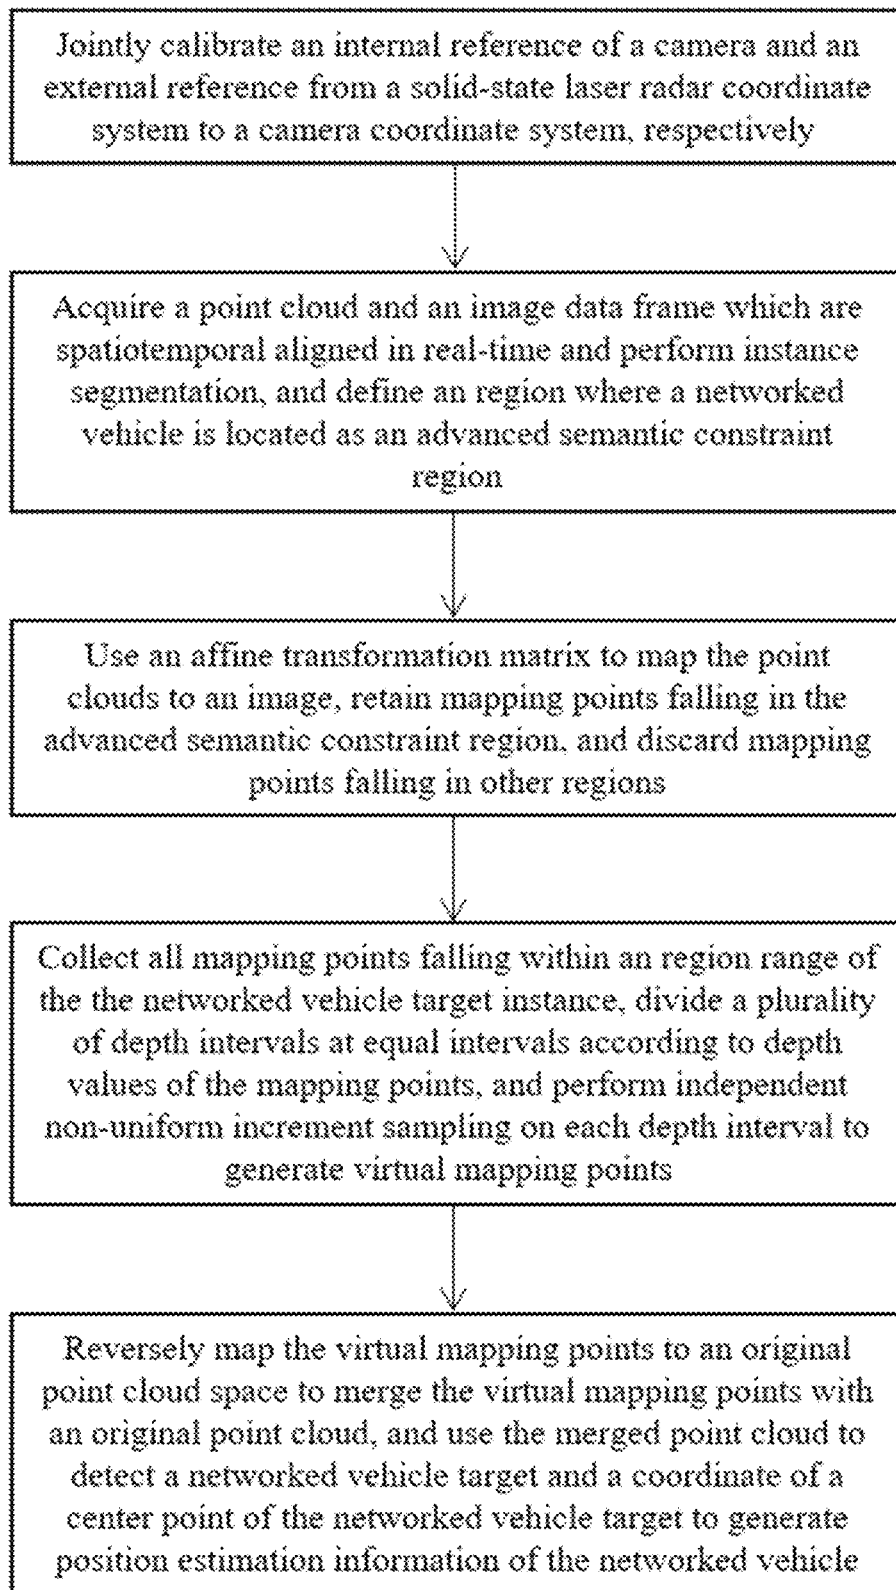 Jointly calibrate an internal reference of a camera and an
external reference from a solid-state laser radar coordinate
system to a camera coordinate system, respectively
Acquire a point cloud and an image data frame which are
spatiotemporal aligned in real-time and perform instance
segmentation, and define an region where a networked
vehicle is located as an advanced semantic constraint
region
Use an affine transformation matrix to map the point
clouds to an image, retain mapping points falling in the
advanced semantic constraint region, and discard mapping
points falling in other regions
Collect all mapping points falling within an region range of
the the networked vehicle target instance, divide a plurality
of depth intervals at equal intervals according to depth
values of the mapping points, and perform independent
non-uniform increment sampling on each depth interval to
generate virtual mapping points
Reversely map the virtual mapping points to an original
point cloud space to merge the virtual mapping points with
an original point cloud, and use the merged point cloud to
detect a networked vehicle target and a coordinate of a
center point of the networked vehicle target to generate
position estimation information of the networked vehicle